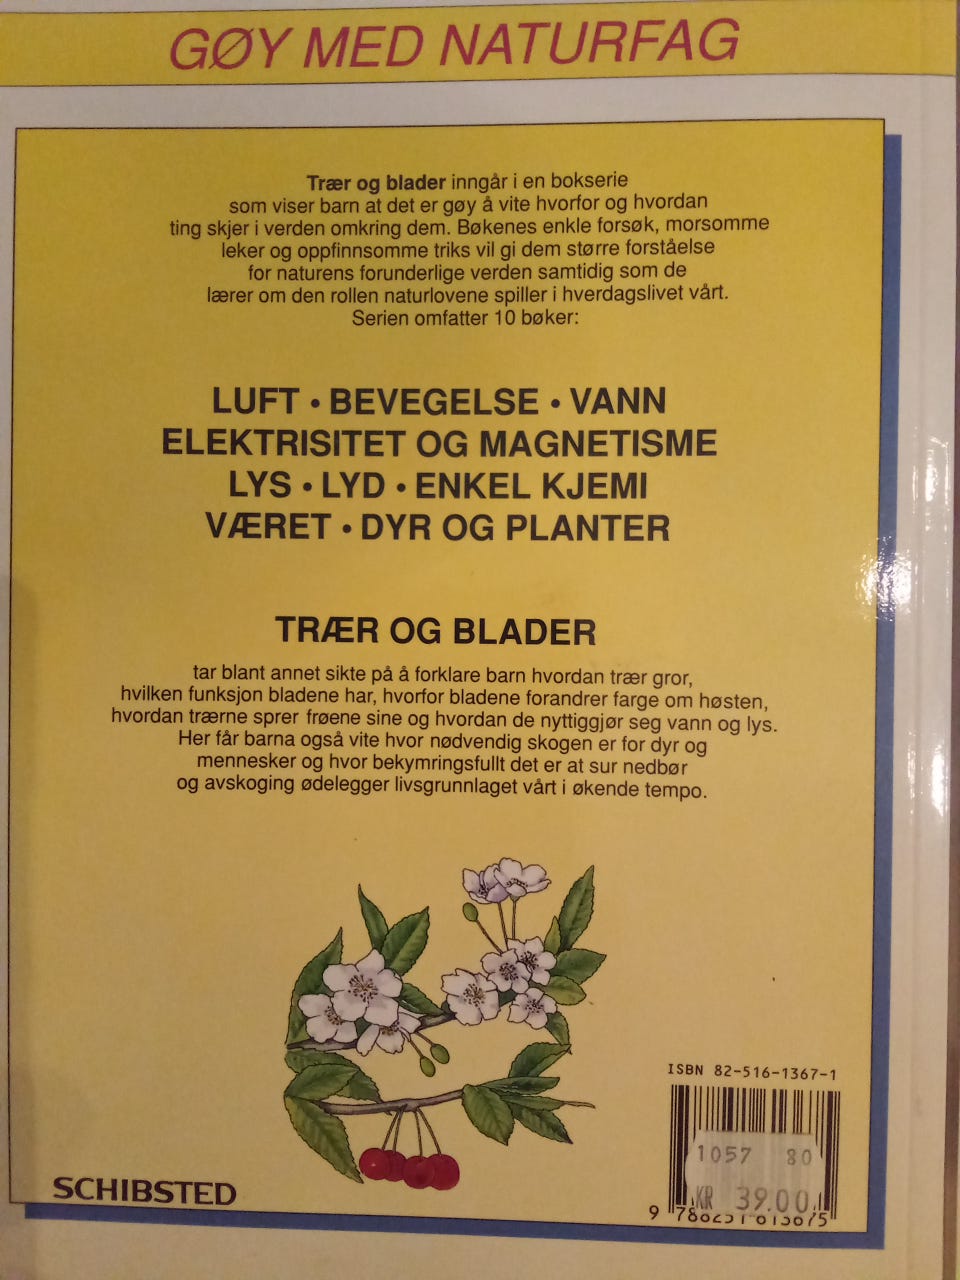 GØY MED NATURFAG
Trær og blader inngår i en bokserie
som viser barn at det er gøy å vite hvorfor og hvordan
ting skjer i verden omkring dem. Bøkenes enkle forsøk, morsomme
leker og oppfinnsomme triks vil gi dem større forståelse
for naturens forunderlige verden samtidig som de
lærer om den rollen naturlovene spiller i hverdagslivet vårt.
Serien omfatter 10 bøker:
LUFT • BEVEGELSE • VANN
ELEKTRISITET OG MAGNETISME
LYS • LYD • ENKEL KJEMI
VÆRET • DYR OG PLANTER
TRÆR OG BLADER
tar blant annet sikte på å forklare barn hvordan trær gror,
hvilken funksjon bladene har, hvorfor bladene forandrer farge om høsten,
hvordan trærne sprer frøene sine og hvordan de nyttiggjør seg vann og lys.
Her får barna også vite hvor nødvendig skogen er for dyr og
mennesker og hvor bekymringsfullt det er at sur nedbør
og avskoging ødelegger livsgrunnlaget vårt i økende tempo.
ISBN 82-516-1367-1
1057 80
KR 39.00
SCHIBSTED